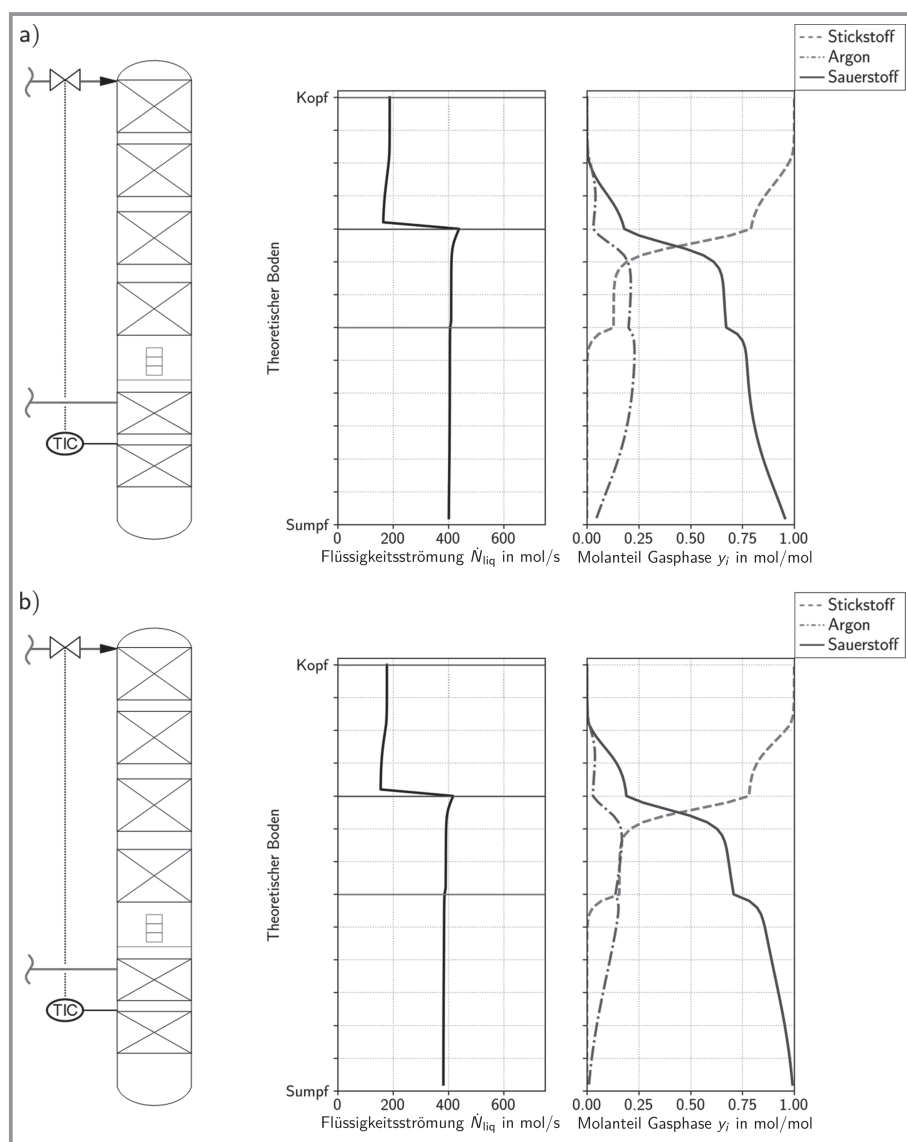 a)
Stickstoff
Argon
Sauerstoff
Kopf
Theoretischer Boden
Sumpf
TIC
0 200 400 600
0.00 0.25 0.50 0.75 1.00
Flüssigkeitsströmung Ṅliq in mol/s
Molanteil Gasphase yi in mol/mol
b)
Stickstoff
Argon
Sauerstoff
Kopf
Theoretischer Boden
Sumpf
TIC
0 200 400 600
0.00 0.25 0.50 0.75 1.00
Flüssigkeitsströmung Ṅliq in mol/s
Molanteil Gasphase yi in mol/mol